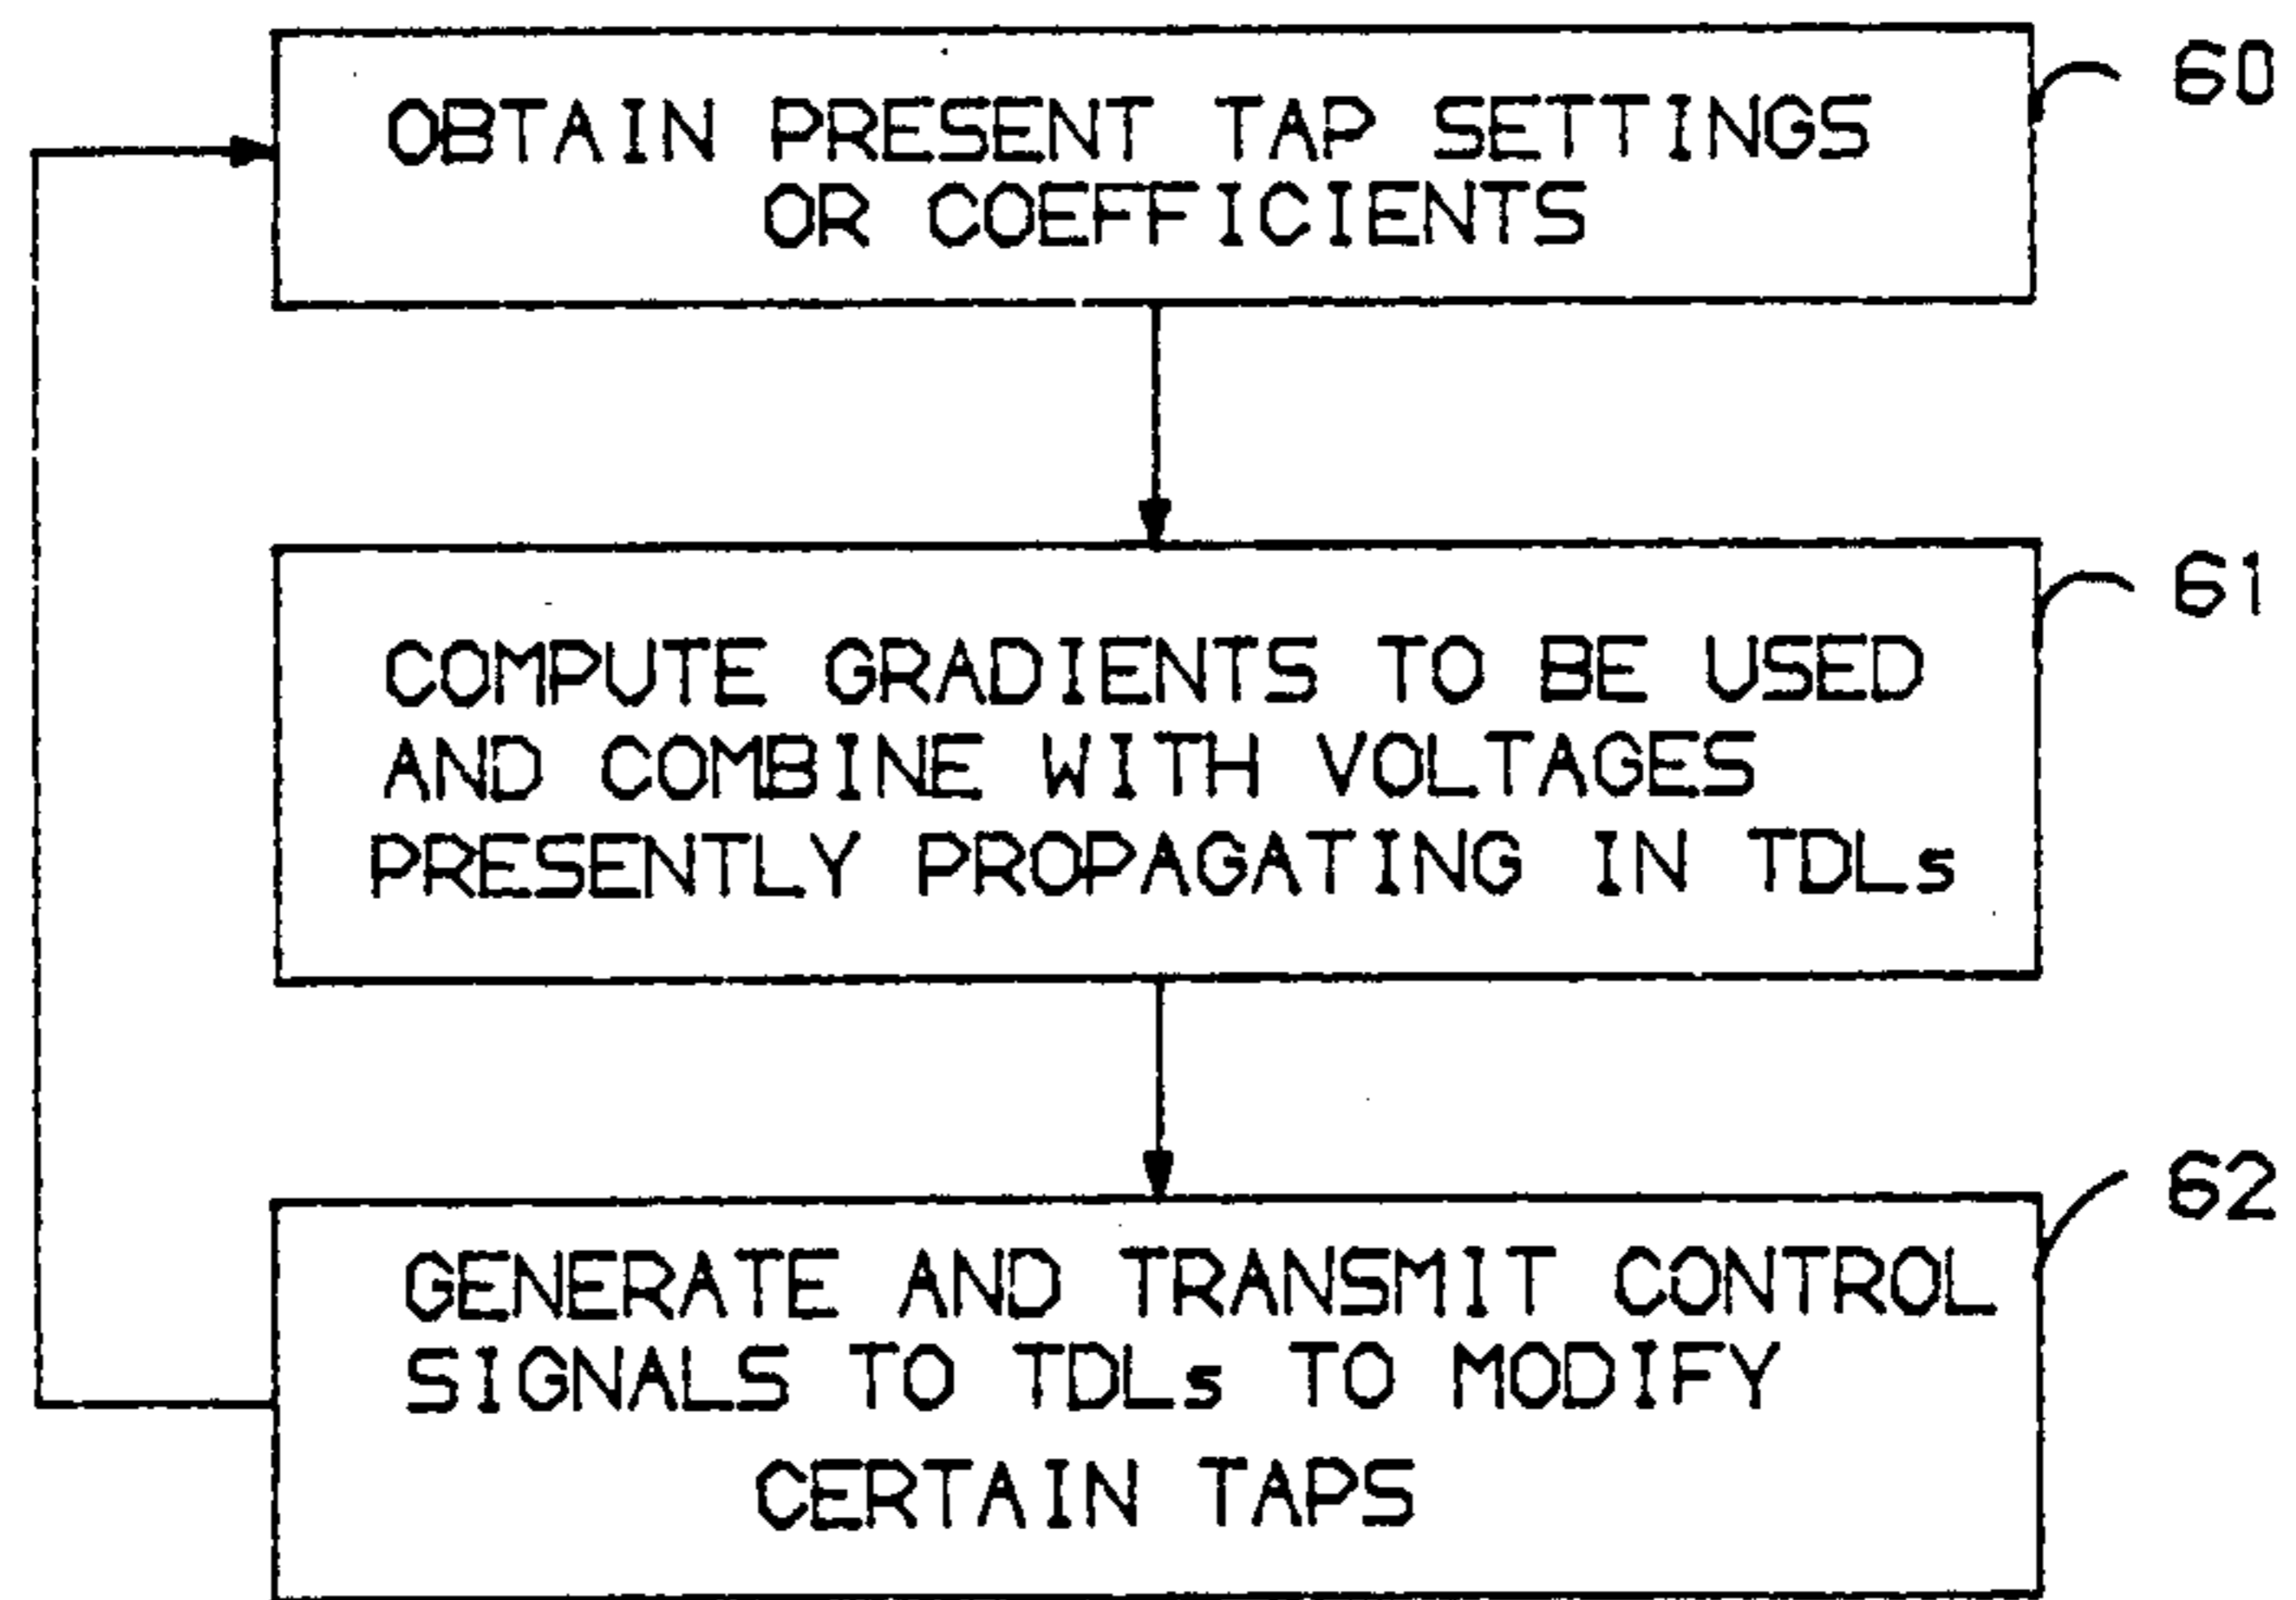 OBTAIN PRESENT TAP SETTINGS
OR COEFFICIENTS
60
COMPUTE GRADIENTS TO BE USED
AND COMBINE WITH VOLTAGES
PRESENTLY PROPAGATING IN TDLs
61
GENERATE AND TRANSMIT CONTROL
SIGNALS TO TDLs TO MODIFY
CERTAIN TAPS
62